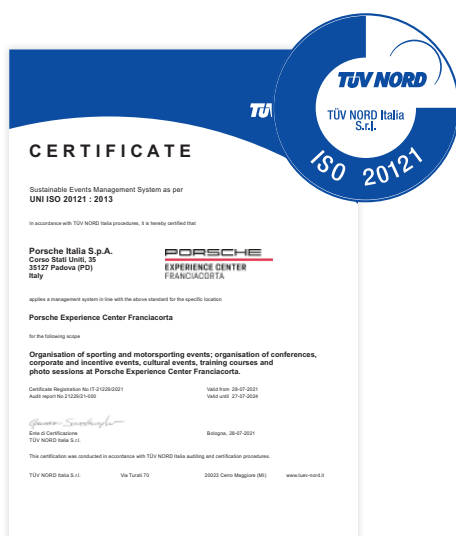 TÜV NORD
TÜV NORD Italia
S.r.l.
ISO 20121
TÜV
CERTIFICATE
Sustainable Events Management System as per
UNI ISO 20121 : 2013
In accordance with TÜV NORD Italia procedures, it is hereby certified that
Porsche Italia S.p.A.
Corso Stati Uniti, 35
35127 Padova (PD)
Italy
PORSCHE
EXPERIENCE CENTER
FRANCIACORTA
applies a management system in line with the above standard for the specific location
Porsche Experience Center Franciacorta
for the following scope
Organisation of sporting and motorsporting events; organisation of conferences,
corporate and incentive events, cultural events, training courses and
photo sessions at Porsche Experience Center Franciacorta.
Certificate Registration No IT-21229/2021
Audit report No 21229/21-000
Valid from 28-07-2021
Valid until 27-07-2024
Ente di Certificazione
TÜV NORD Italia S.r.l.
Bologna, 28-07-2021
This certification was conducted in accordance with TÜV NORD Italia auditing and certification procedures.
TÜV NORD Italia S.r.l. Via Turati 70 20023 Cerro Maggiore (MI) www.tuev-nord.it